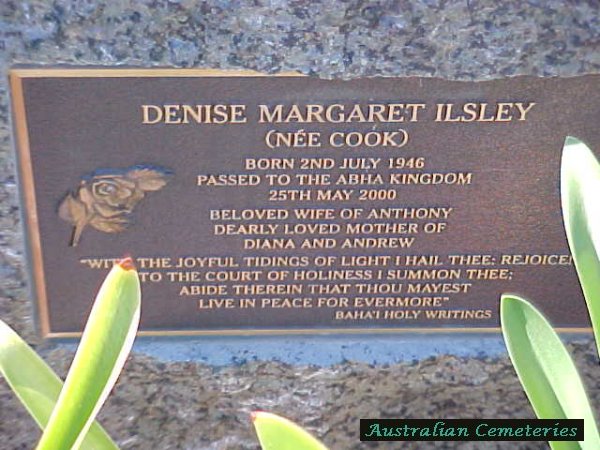 DENISE MARGARET ILSLEY
(NÉE COOK)
BORN 2ND JULY 1946
PASSED TO THE ABHA KINGDOM
25TH MAY 2000
BELOVED WIFE OF ANTHONY
DEARLY LOVED MOTHER OF
DIANA AND ANDREW
"WITH THE JOYFUL TIDINGS OF LIGHT I HAIL THEE: REJOICE!
TO THE COURT OF HOLINESS I SUMMON THEE;
ABIDE THEREIN THAT THOU MAYEST
LIVE IN PEACE FOR EVERMORE"
BAHA'I HOLY WRITINGS
Australian Cemeteries